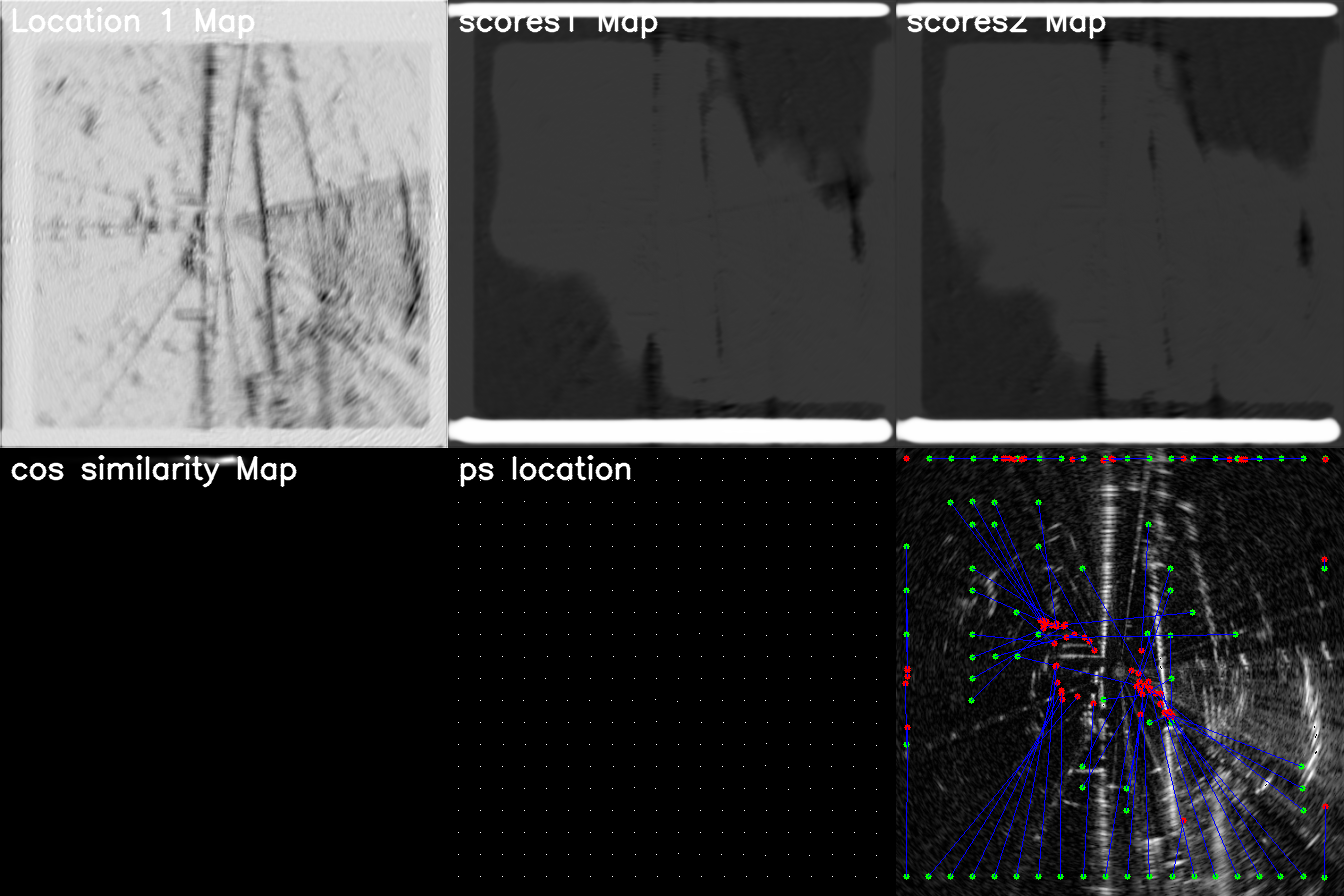 Location 1 Map
scores1 Map
scores2 Map
cos similarity Map
ps location